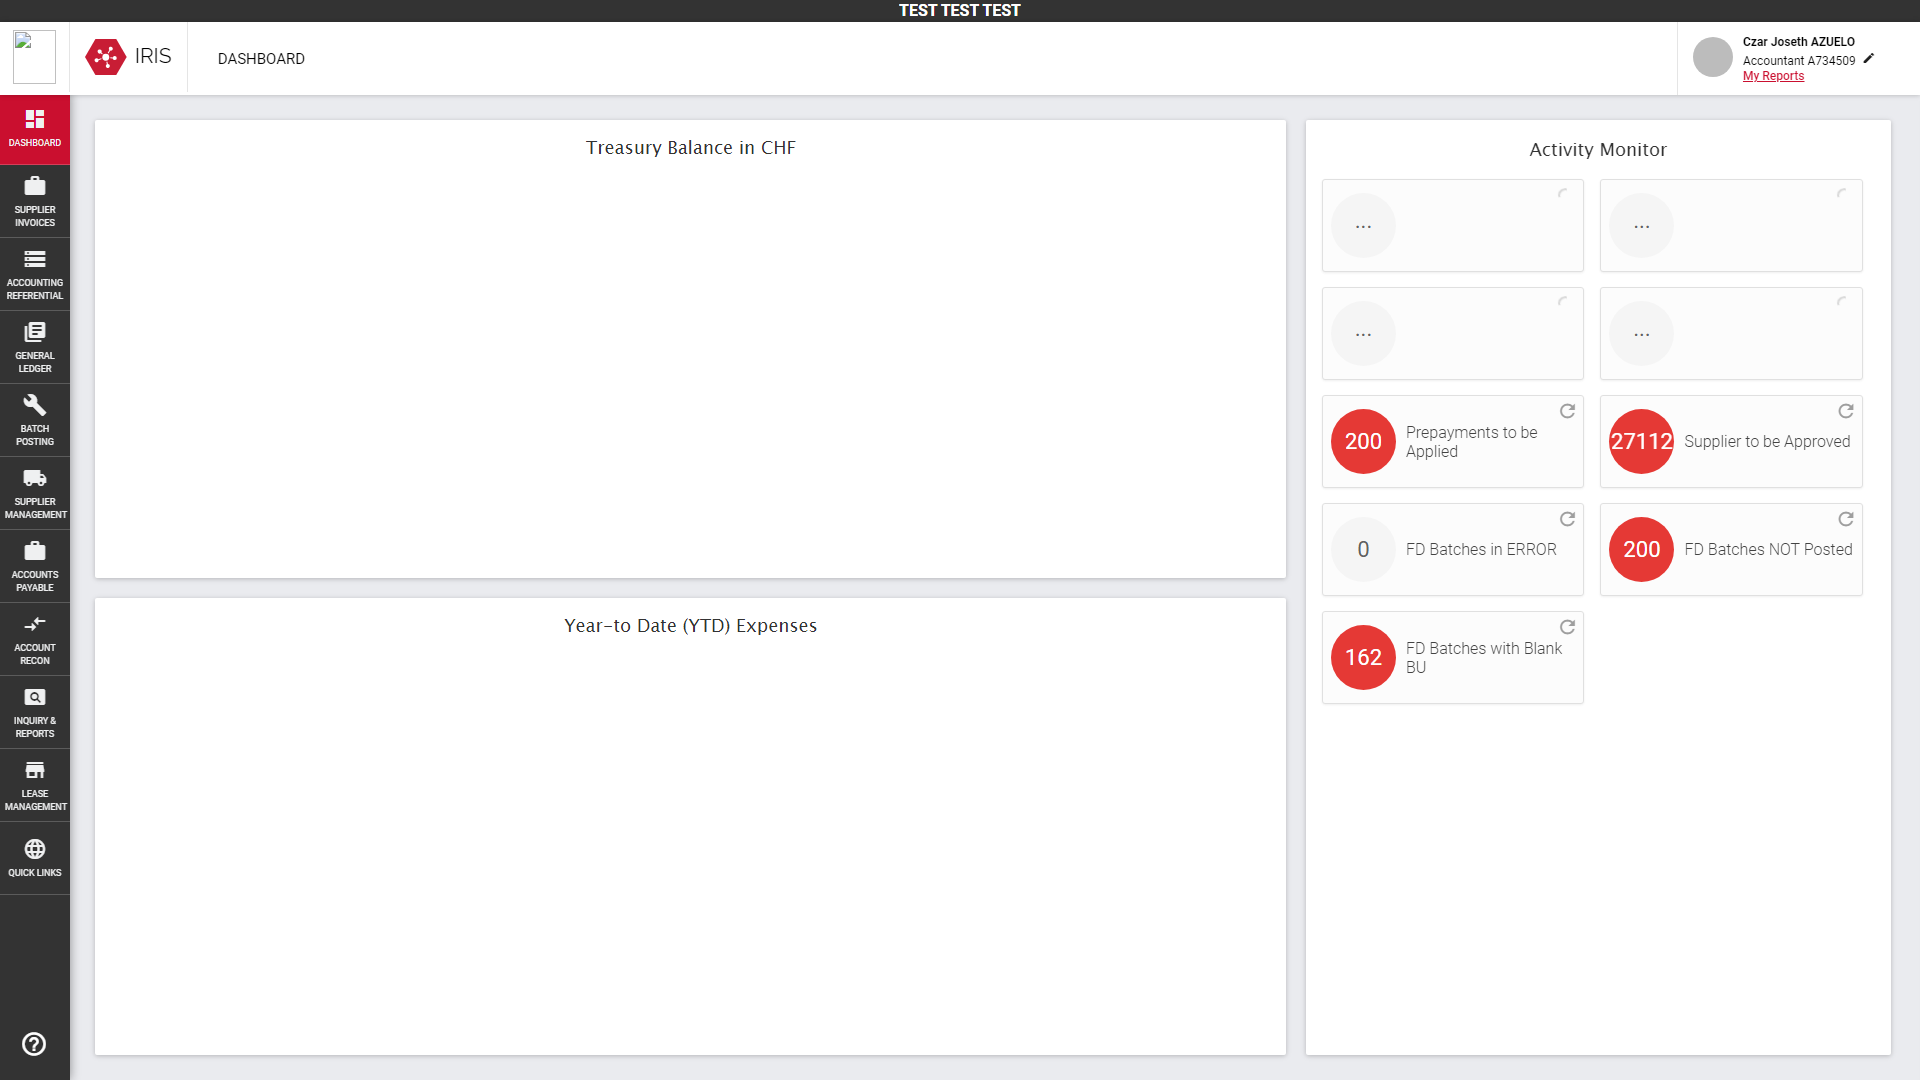 TEST TEST TEST
IRIS
DASHBOARD
Czar Joseth AZUELO
Accountant A734509
My Reports
DASHBOARD
SUPPLIER
INVOICES
ACCOUNTING
REFERENTIAL
GENERAL
LEDGER
BATCH
POSTING
SUPPLIER
MANAGEMENT
ACCOUNTS
PAYABLE
ACCOUNT
RECON
INQUIRY &
REPORTS
LEASE
MANAGEMENT
QUICK LINKS
Treasury Balance in CHF
Year-to Date (YTD) Expenses
Activity Monitor
...
...
...
...
200
Prepayments to be
Applied
27112
Supplier to be Approved
0
FD Batches in ERROR
200
FD Batches NOT Posted
162
FD Batches with Blank
BU